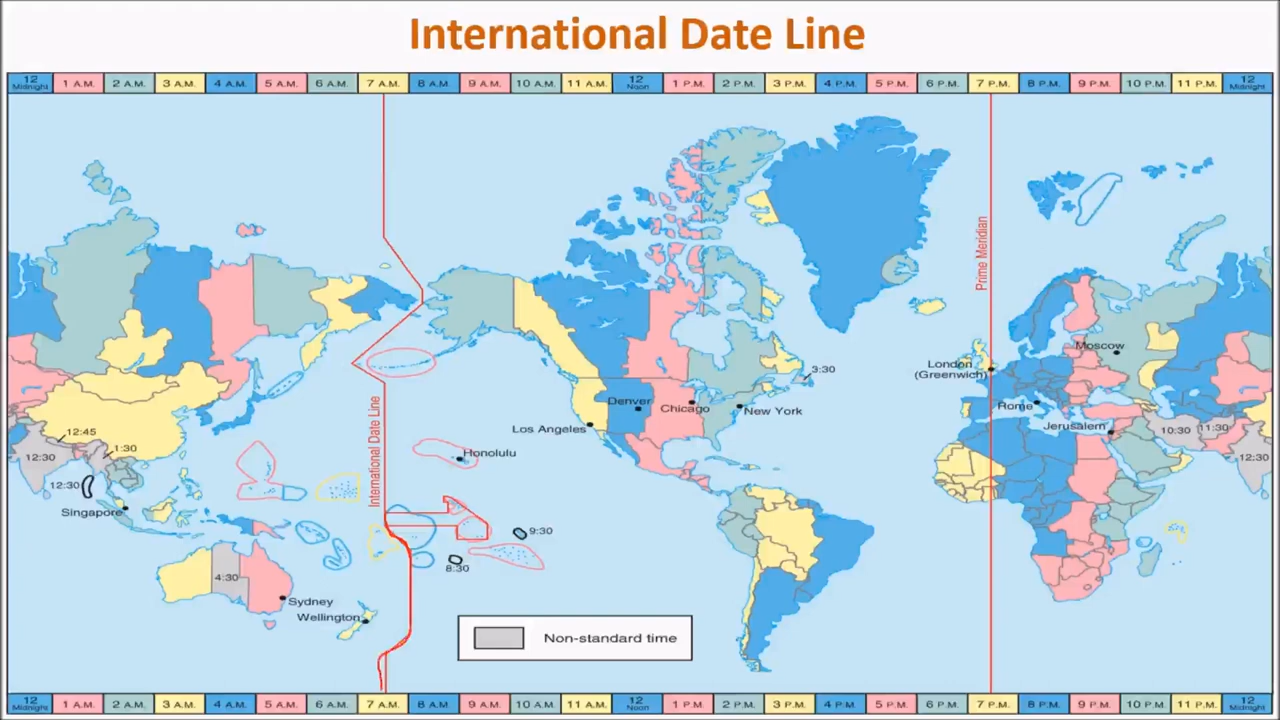 International Date Line
12 Midnight 1 A.M. 2 A.M. 3 A.M. 4 A.M. 5 A.M. 6 A.M. 7 A.M. 8 A.M. 9 A.M. 10 A.M. 11 A.M. 12 Noon 1 P.M. 2 P.M. 3 P.M. 4 P.M. 5 P.M. 6 P.M. 7 P.M. 8 P.M. 9 P.M. 10 P.M. 11 P.M. 12 Midnight
Prime Meridian
Moscow
London
(Greenwich)
3:30
Denver
Chicago
New York
Rome
Los Angeles
Jerusalem
International Date Line
12:45
1:30
12:30
10:30
11:30
12:30
Honolulu
12:30
Singapore
9:30
8:30
4:30
Sydney
Wellington
Non-standard time
12 Midnight 1 A.M. 2 A.M. 3 A.M. 4 A.M. 5 A.M. 6 A.M. 7 A.M. 8 A.M. 9 A.M. 10 A.M. 11 A.M. 12 Noon 1 P.M. 2 P.M. 3 P.M. 4 P.M. 5 P.M. 6 P.M. 7 P.M. 8 P.M. 9 P.M. 10 P.M. 11 P.M. 12 Midnight